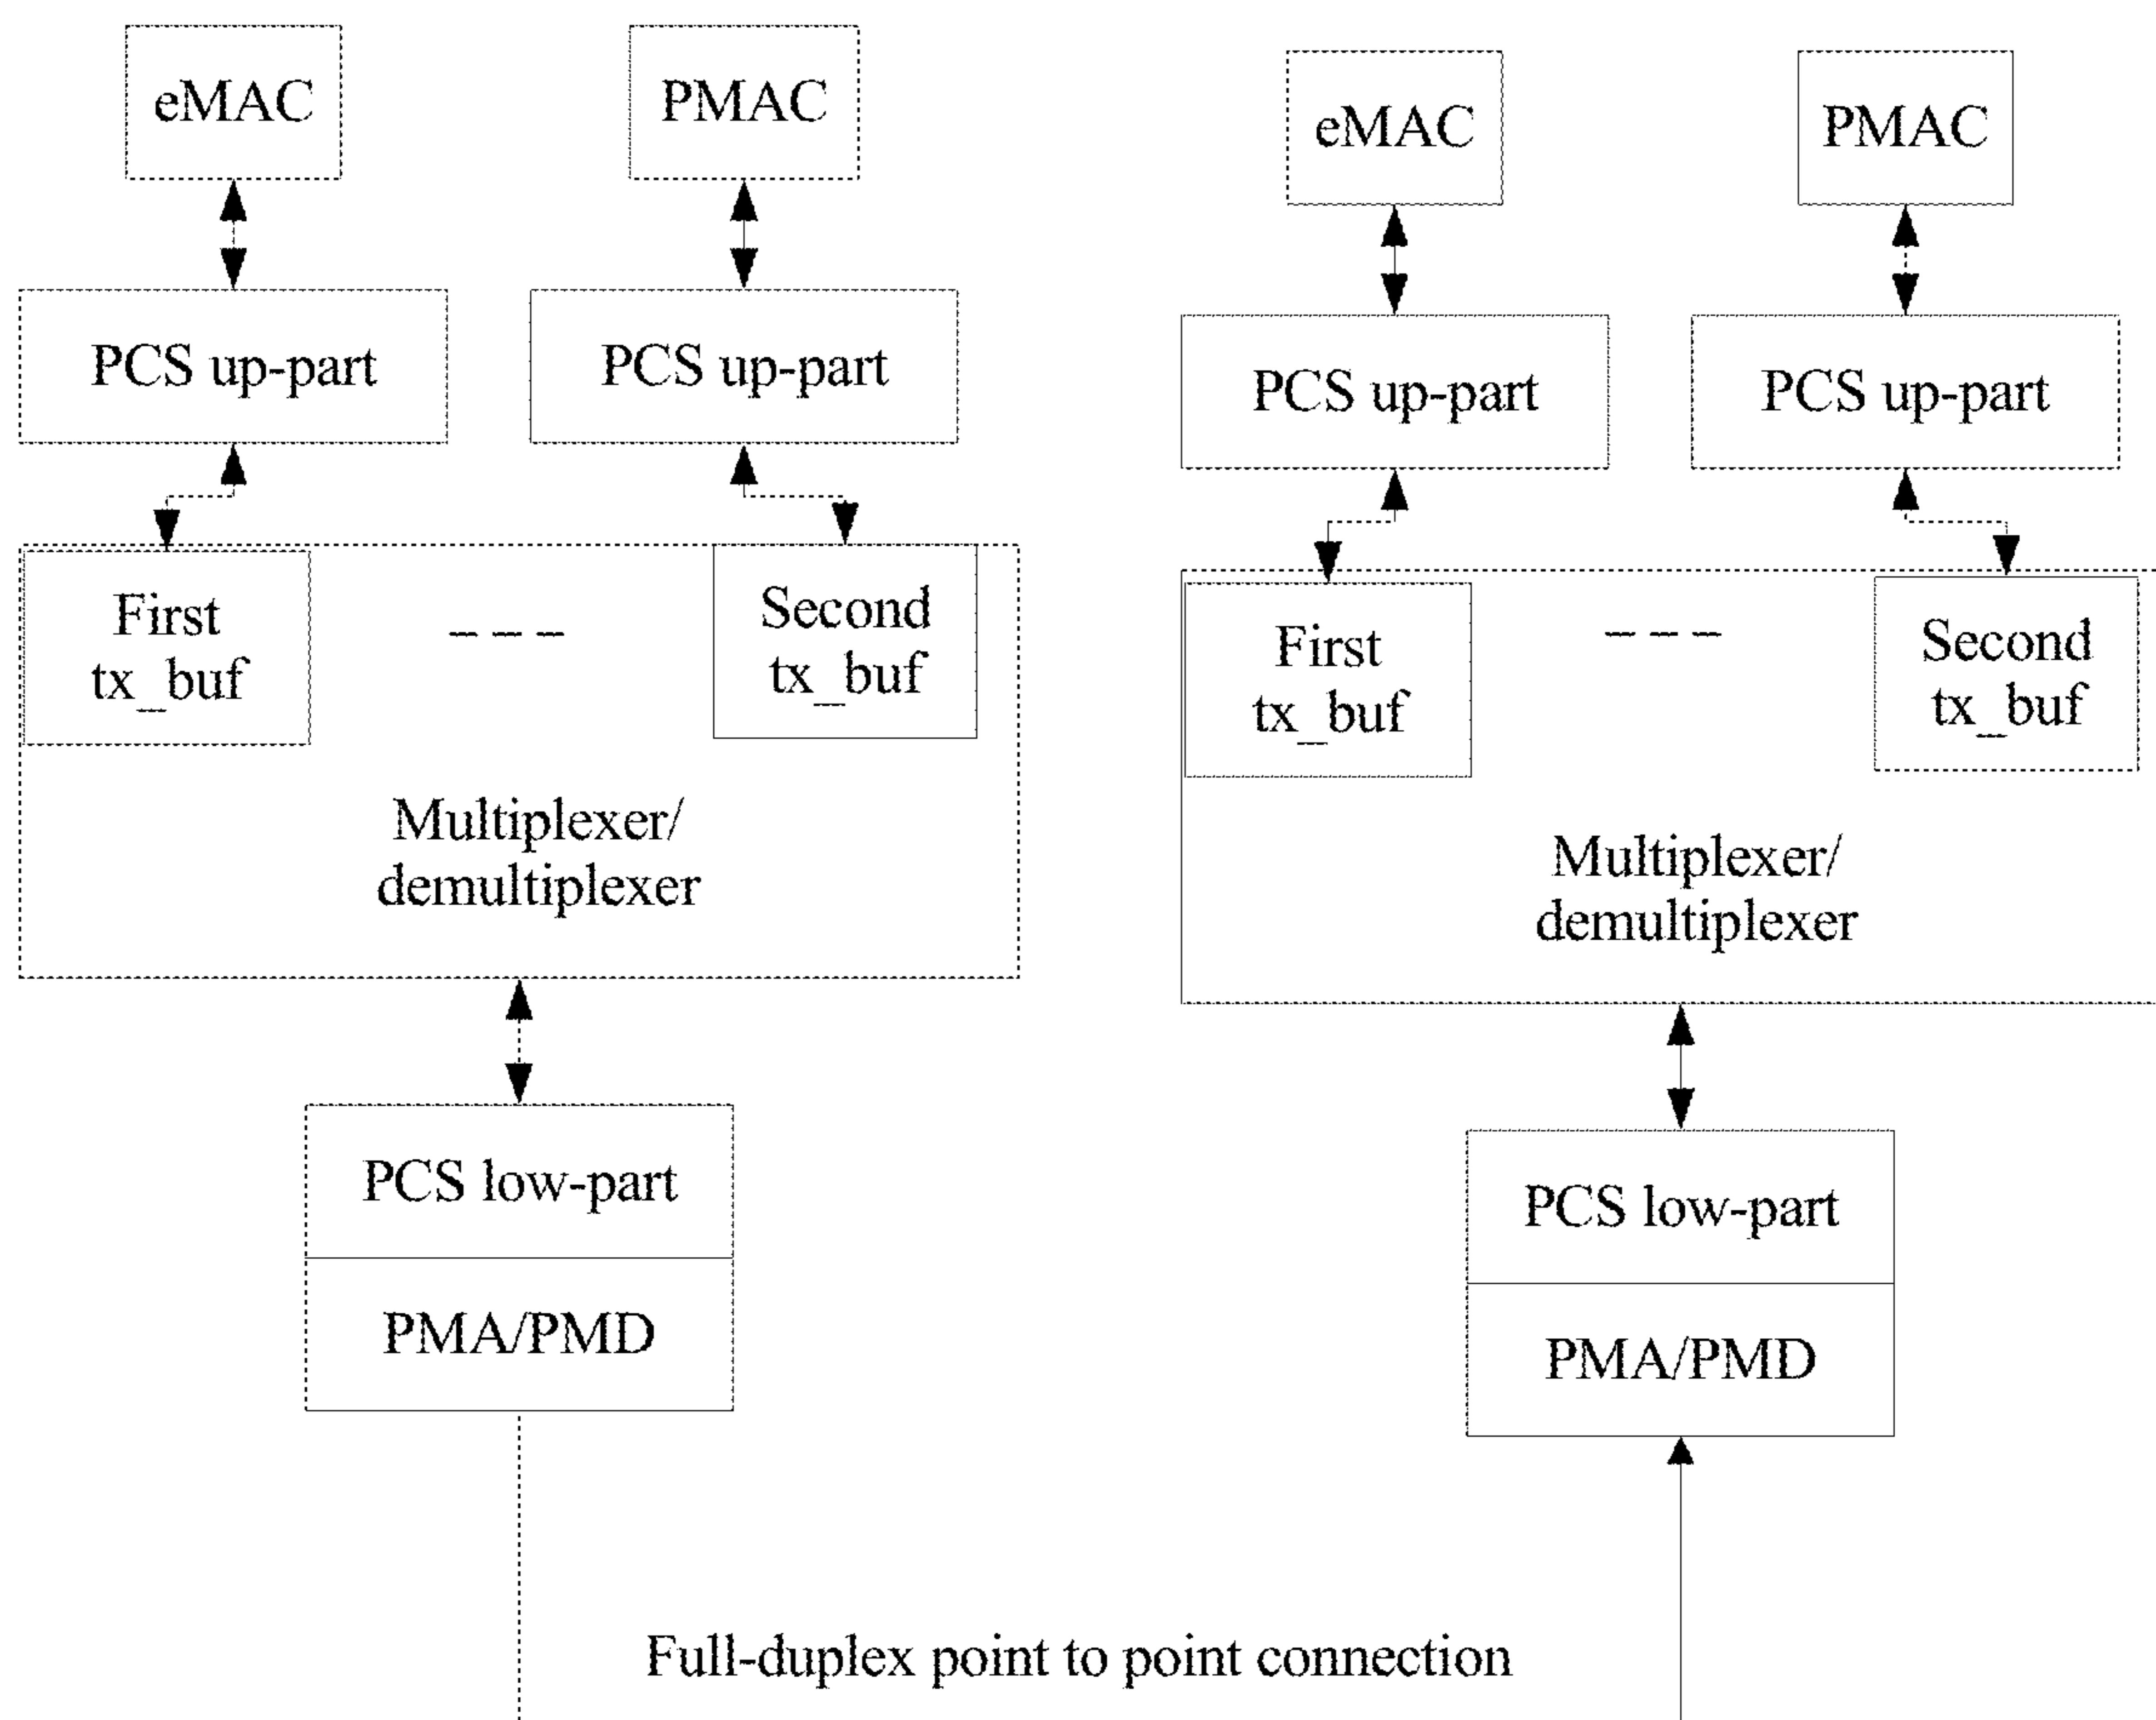 eMAC
PMAC
PCS up-part
PCS up-part
First
tx_buf
Second
tx_buf
Multiplexer/
demultiplexer
PCS low-part
PMA/PMD
eMAC
PMAC
PCS up-part
PCS up-part
First
tx_buf
Second
tx_buf
Multiplexer/
demultiplexer
PCS low-part
PMA/PMD
Full-duplex point to point connection